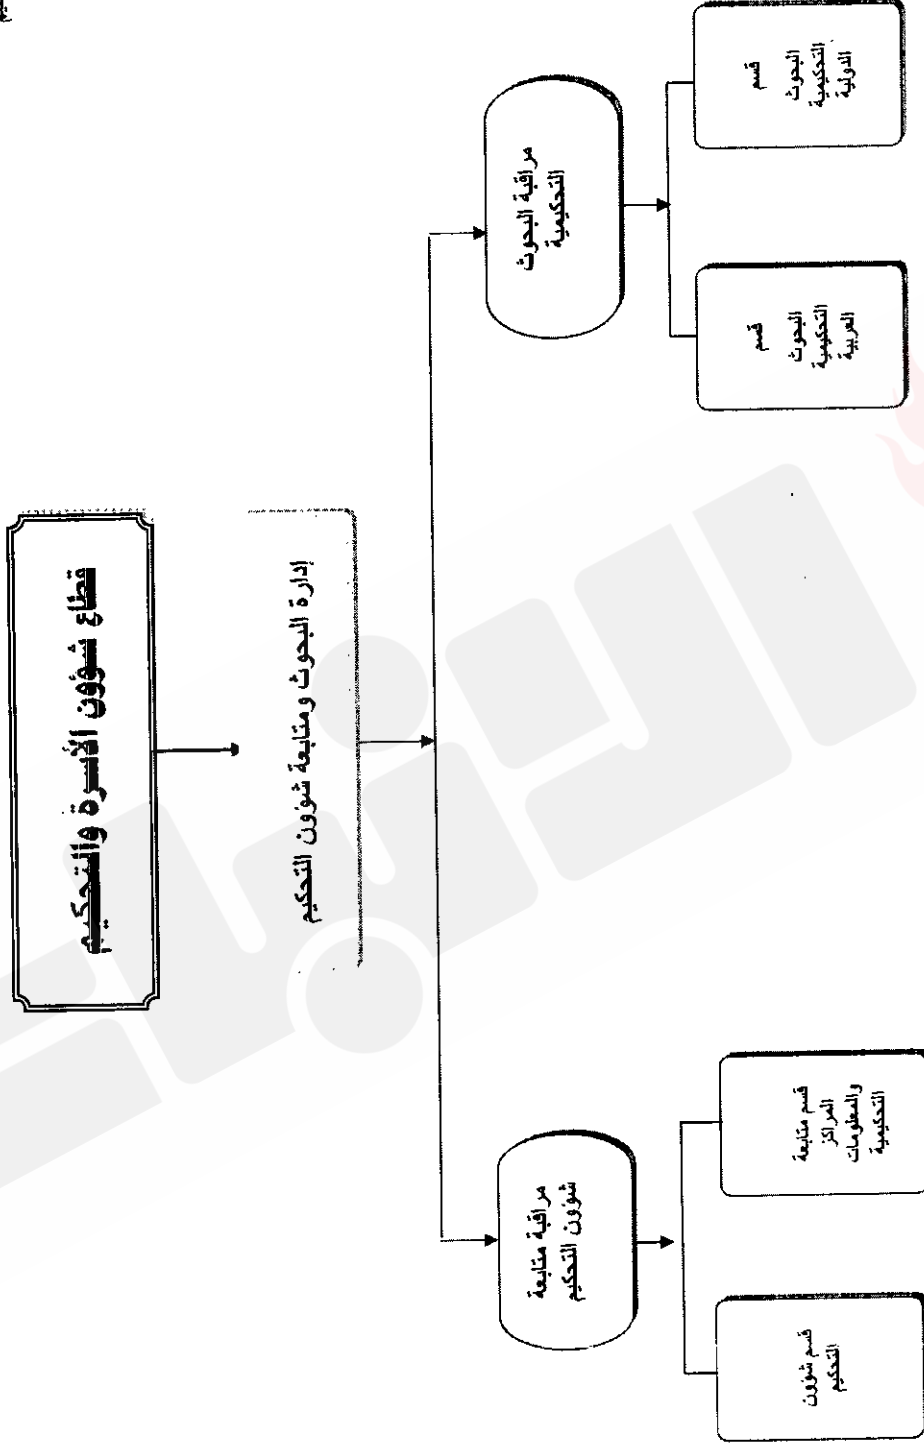 قطاع شؤون الأسرة والتحكيم
إدارة البحوث ومتابعة شؤون التحكيم
مراقبة البحوث
التحكيمية
قسم
البحوث
التحكيمية
الدولية
قسم
البحوث
التحكيمية
العربية
مراقبة متابعة
شؤون التحكيم
قسم متابعة
المراكز
والمعلومات
التحكيمية
قسم شؤون
التحكيم